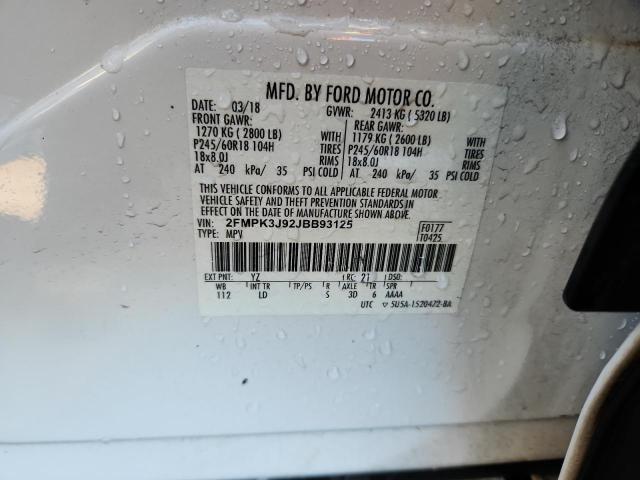 MFD. BY FORD MOTOR CO.
DATE: 03/18 GVWR: 2413 KG ( 5320 LB)
FRONT GAWR: REAR GAWR:
1270 KG ( 2800 LB) WITH 1179 KG ( 2600 LB) WITH
P245/60R18 104H TIRES P245/60R18 104H TIRES
18x8.0J RIMS 18x8.0J RIMS
AT 240 kPa/ 35 PSI COLD AT 240 kPa/ 35 PSI COLD
THIS VEHICLE CONFORMS TO ALL APPLICABLE FEDERAL MOTOR
VEHICLE SAFETY AND THEFT PREVENTION STANDARDS IN
EFFECT ON THE DATE OF MANUFACTURE SHOWN ABOVE.
VIN: 2FMPK3J92JBB93125 F0177
TYPE: MPV T0425
EXT PNT: YZ RC: 21 DSO:
WB INT TR TP/PS R AXLE TR SPR
112 LD S 3D 6 AAAA
UTC ▽ 5U5A-1520472-BA